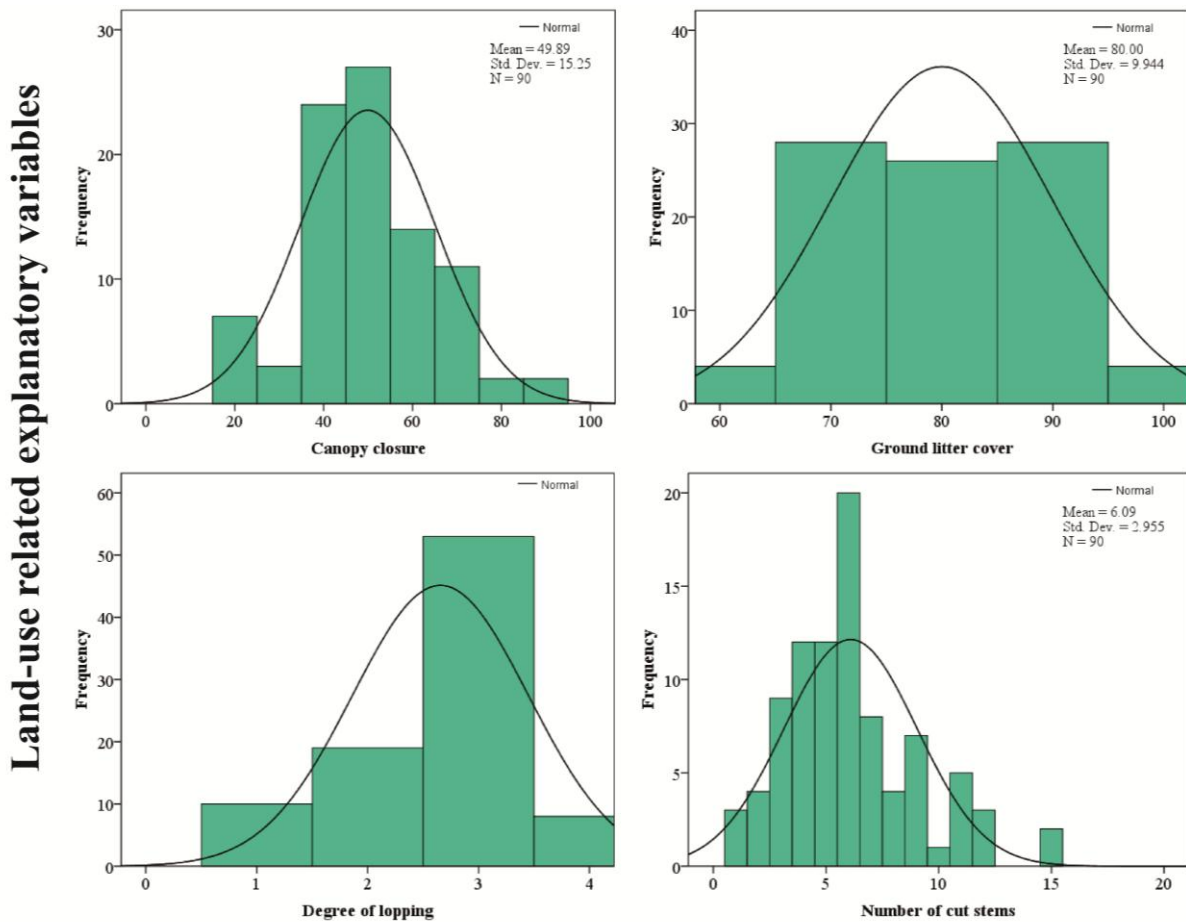 Land-use related explanatory variables
Normal
Mean = 49.89
Std. Dev. = 15.25
N = 90
30
20
10
0
Frequency
0 20 40 60 80 100
Canopy closure
Normal
Mean = 80.00
Std. Dev. = 9.944
N = 90
40
30
20
10
0
Frequency
60 70 80 90 100
Ground litter cover
Normal
60
50
40
30
20
10
0
Frequency
0 1 2 3 4
Degree of lopping
Normal
Mean = 6.09
Std. Dev. = 2.955
N = 90
20
15
10
5
0
Frequency
0 5 10 15 20
Number of cut stems